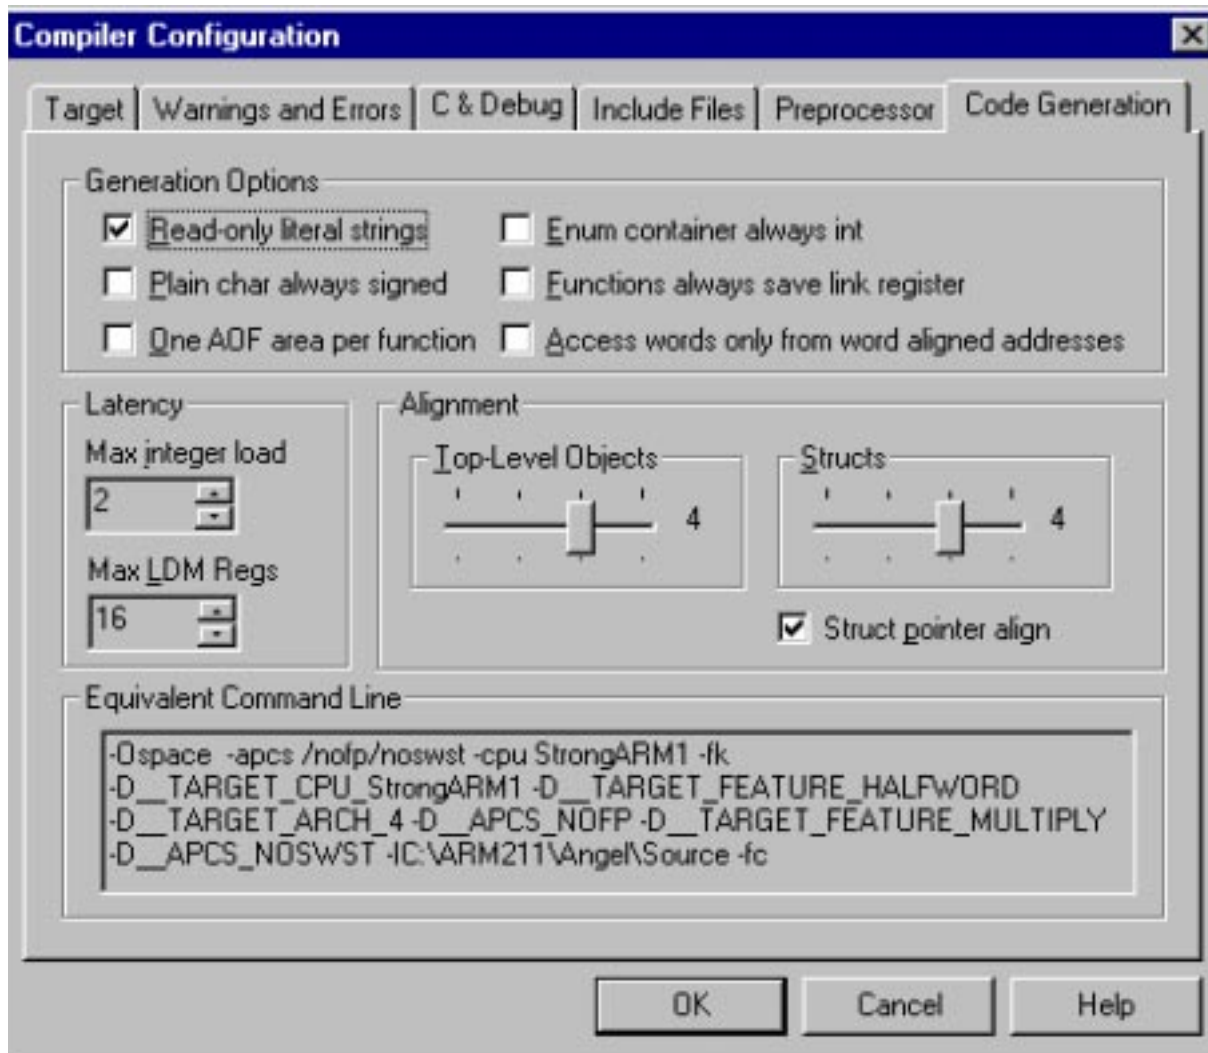 Compiler Configuration
Target
Warnings and Errors
C & Debug
Include Files
Preprocessor
Code Generation
Generation Options
Read-only literal strings
Enum container always int
Plain char always signed
Functions always save link register
One AOF area per function
Access words only from word aligned addresses
Latency
Alignment
Max integer load
2
Max LDM Regs
16
Top-Level Objects
4
Structs
4
Struct pointer align
Equivalent Command Line
-Ospace -apcs /nofp/noswst -cpu StrongARM1 -fk
-D__TARGET_CPU_StrongARM1 -D__TARGET_FEATURE_HALFWORD
-D__TARGET_ARCH_4 -D__APCS_NOFP -D__TARGET_FEATURE_MULTIPLY
-D__APCS_NOSWST -IC:\ARM211\Angel\Source -fc
OK
Cancel
Help